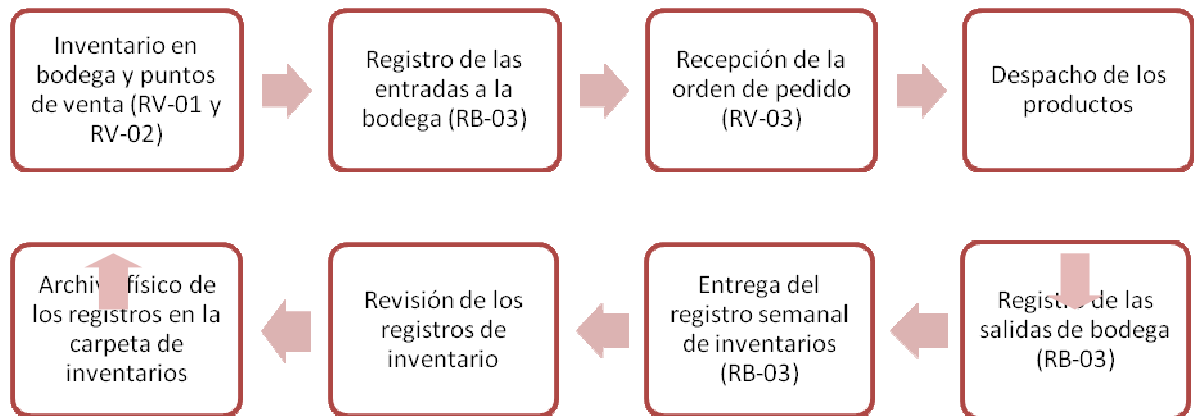 Inventario en
bodega y puntos
de venta (RV-01 y
RV-02)
Registro de las
entradas a la
bodega (RB-03)
Recepción de la
orden de pedido
(RV-03)
Despacho de los
productos
Registro de las
salidas de bodega
(RB-03)
Entrega del
registro semanal
de inventarios
(RB-03)
Revisión de los
registros de
inventario
Archivo físico de
los registros en la
carpeta de
inventarios